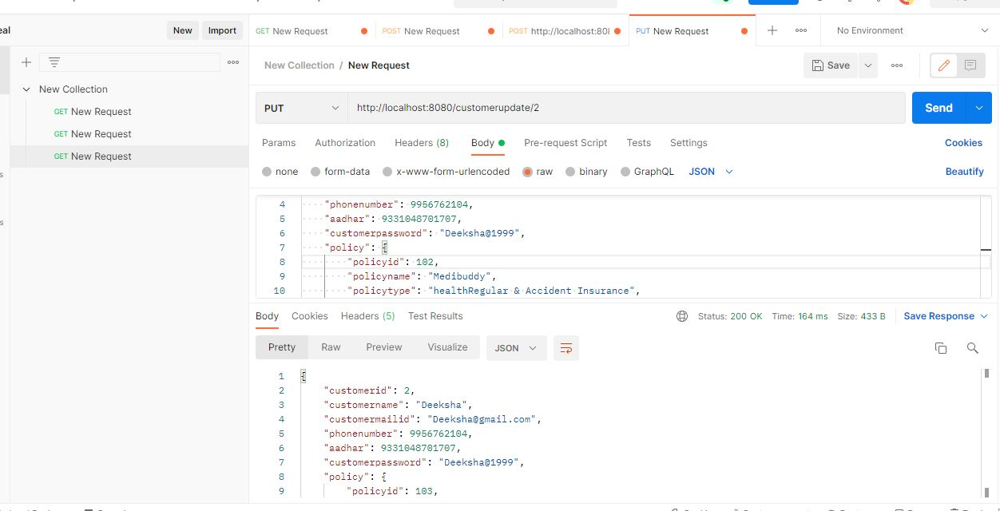 eal
New Import
GET New Request
POST New Request
POST http://localhost:808
PUT New Request
No Environment
New Collection / New Request
Save
New Collection
GET New Request
GET New Request
GET New Request
PUT http://localhost:8080/customerupdate/2
Send
Params Authorization Headers (8) Body Pre-request Script Tests Settings Cookies
none form-data x-www-form-urlencoded raw binary GraphQL JSON Beautify
4 "phonenumber": 9956762104,
5 "aadhar": 9331048701707,
6 "customerpassword": "Deeksha@1999",
7 "policy": {
8 "policyid": 102,
9 "policyname": "Medibuddy",
10 "policytype": "healthRegular & Accident Insurance",
Body Cookies Headers (5) Test Results Status: 200 OK Time: 164 ms Size: 433 B Save Response
Pretty Raw Preview Visualize JSON
1 {
2 "customerid": 2,
3 "customername": "Deeksha",
4 "customermailid": "Deeksha@gmail.com",
5 "phonenumber": 9956762104,
6 "aadhar": 9331048701707,
7 "customerpassword": "Deeksha@1999",
8 "policy": {
9 "policyid": 103,